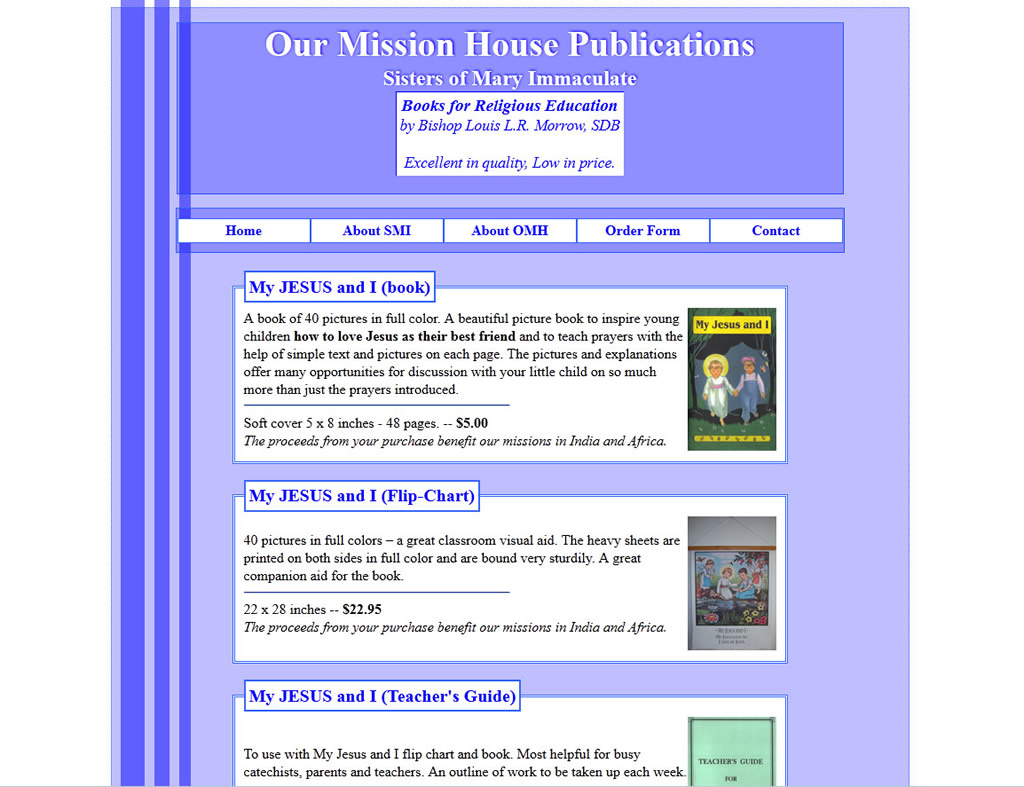 Our Mission House Publications
Sisters of Mary Immaculate
Books for Religious Education
by Bishop Louis L.R. Morrow, SDB
Excellent in quality, Low in price.
Home About SMI About OMH Order Form Contact
My JESUS and I (book)
A book of 40 pictures in full color. A beautiful picture book to inspire young
children how to love Jesus as their best friend and to teach prayers with the
help of simple text and pictures on each page. The pictures and explanations
offer many opportunities for discussion with your little child on so much
more than just the prayers introduced.
Soft cover 5 x 8 inches - 48 pages. -- $5.00
The proceeds from your purchase benefit our missions in India and Africa.
My Jesus and I
My JESUS and I (Flip-Chart)
40 pictures in full colors – a great classroom visual aid. The heavy sheets are
printed on both sides in full color and are bound very sturdily. A great
companion aid for the book.
22 x 28 inches -- $22.95
The proceeds from your purchase benefit our missions in India and Africa.
My JESUS and I (Teacher's Guide)
To use with My Jesus and I flip chart and book. Most helpful for busy
catechists, parents and teachers. An outline of work to be taken up each week.
TEACHER'S GUIDE
FOR